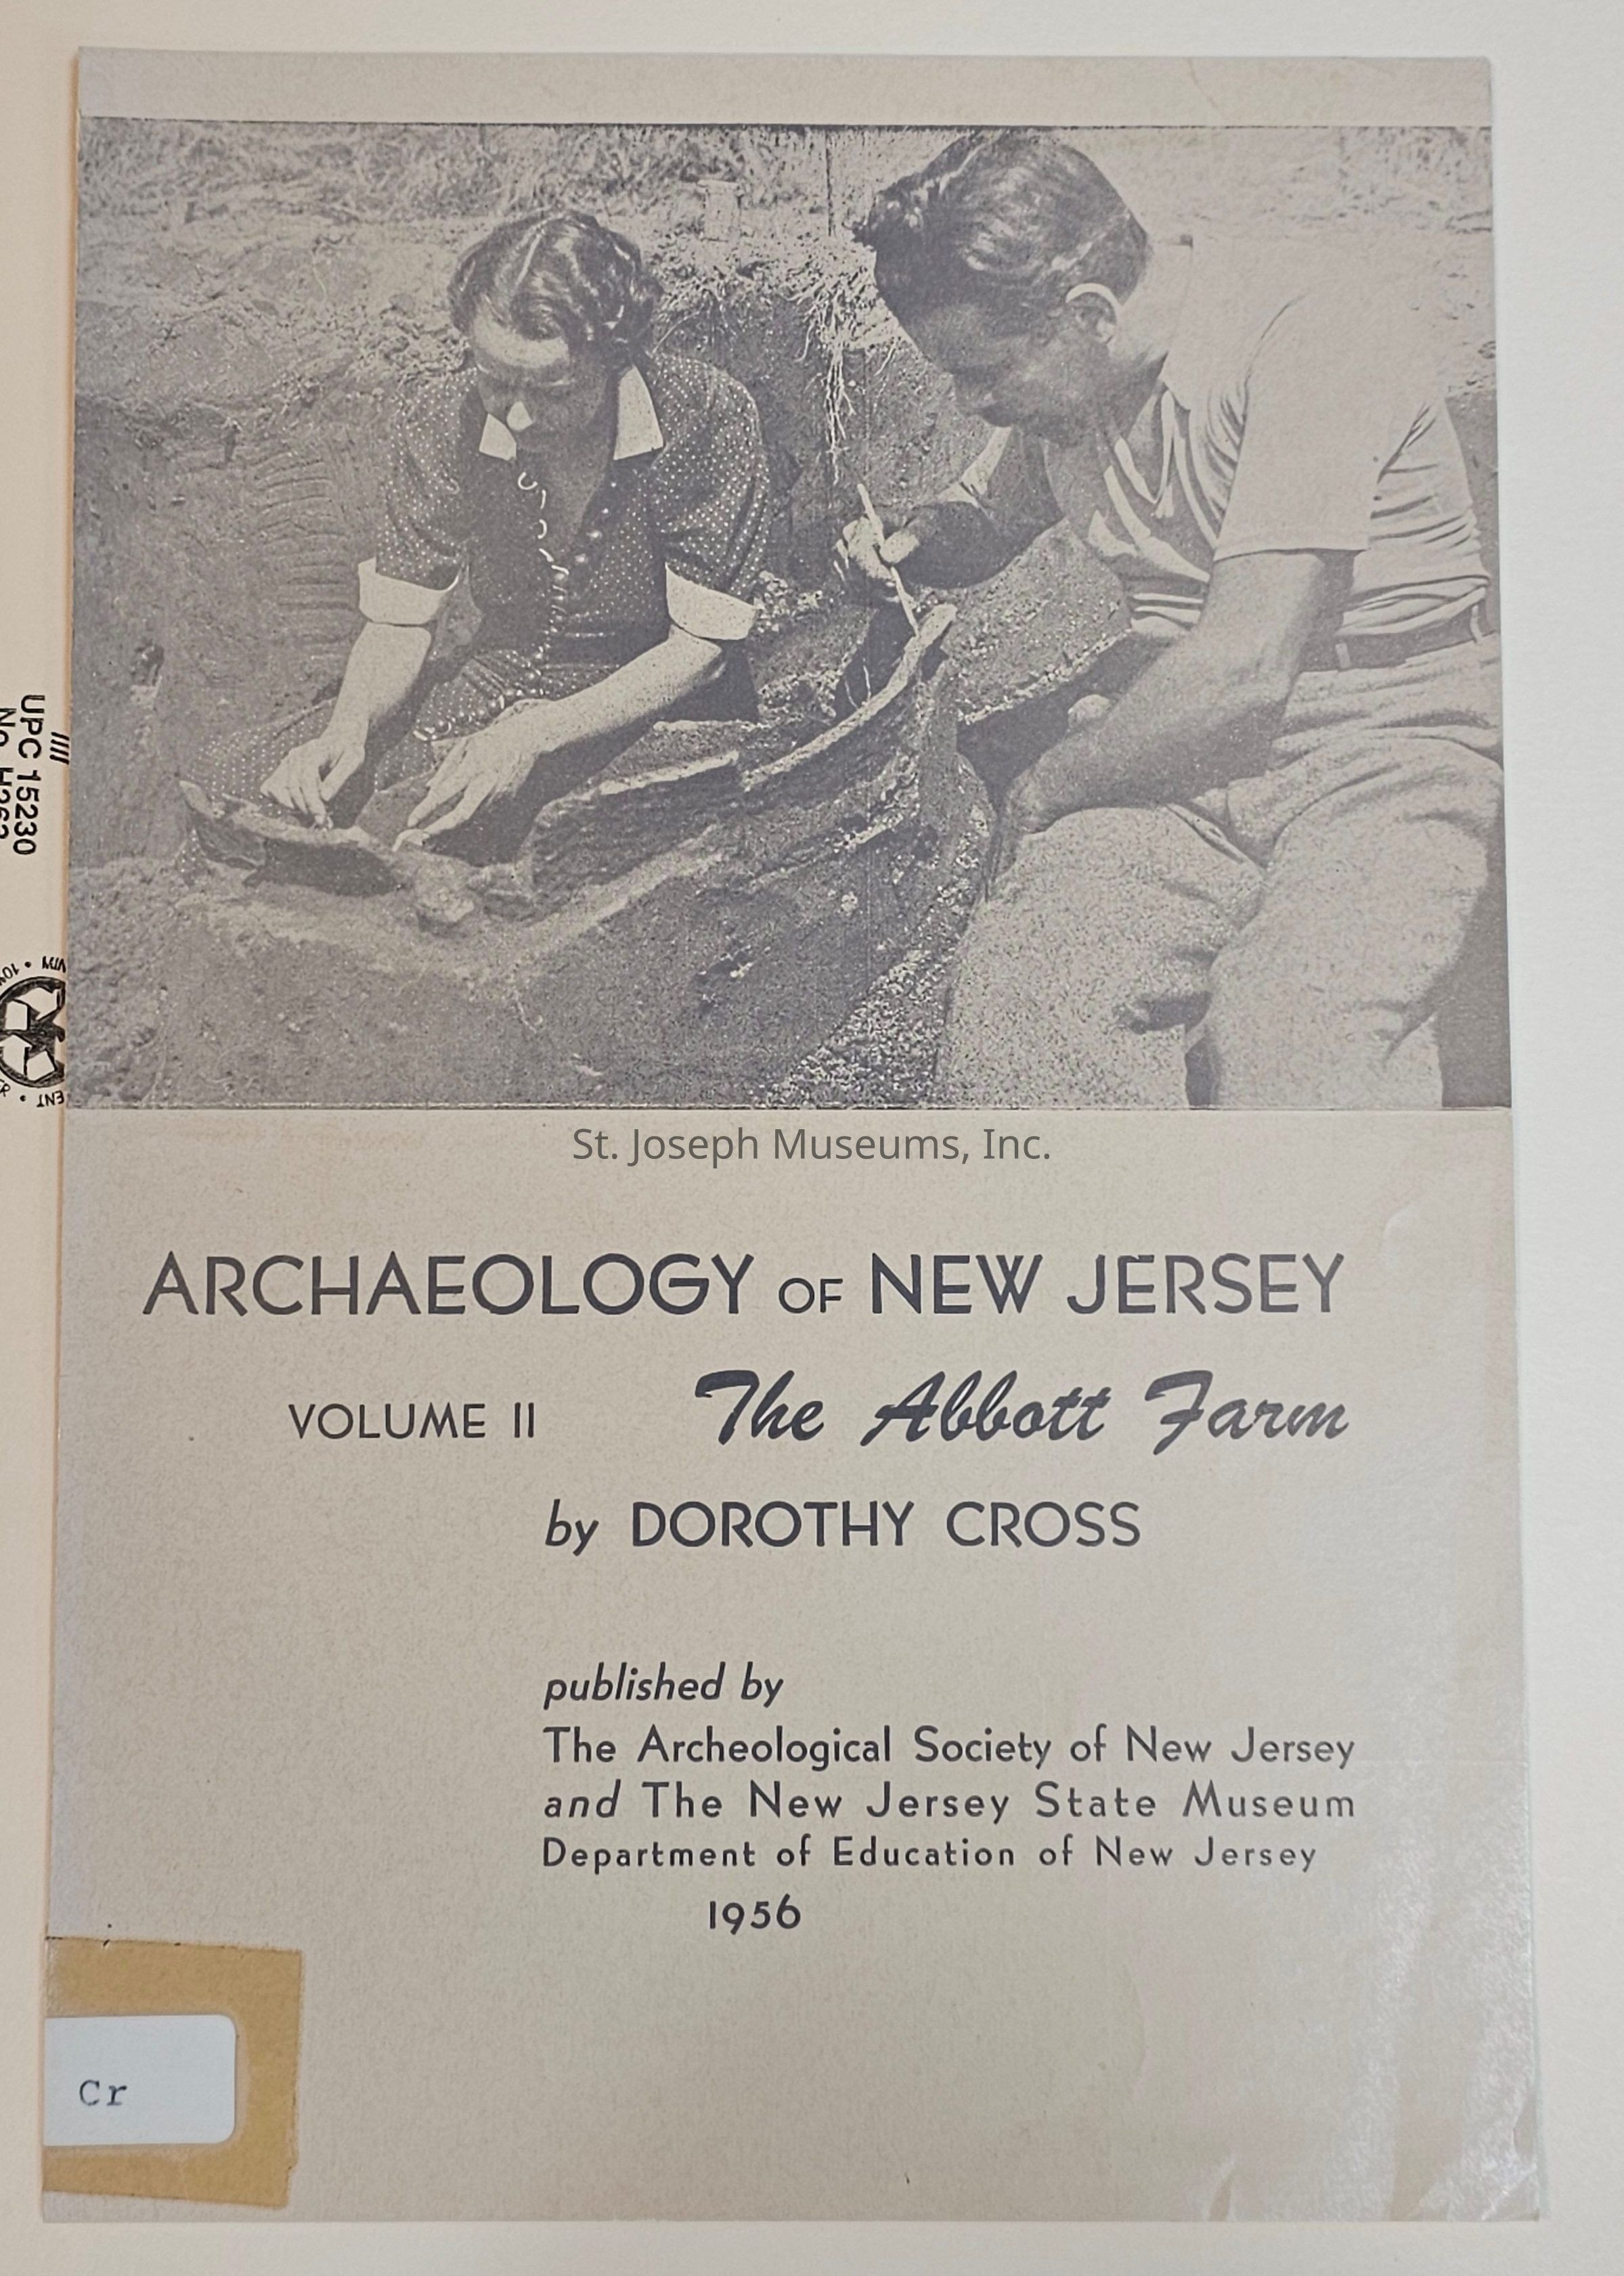 St. Joseph Museums, Inc.
ARCHAEOLOGY OF NEW JERSEY
VOLUME II The Abbott Farm
by DOROTHY CROSS
published by
The Archeological Society of New Jersey
and The New Jersey State Museum
Department of Education of New Jersey
1956
Cr
UPC 15230
No.